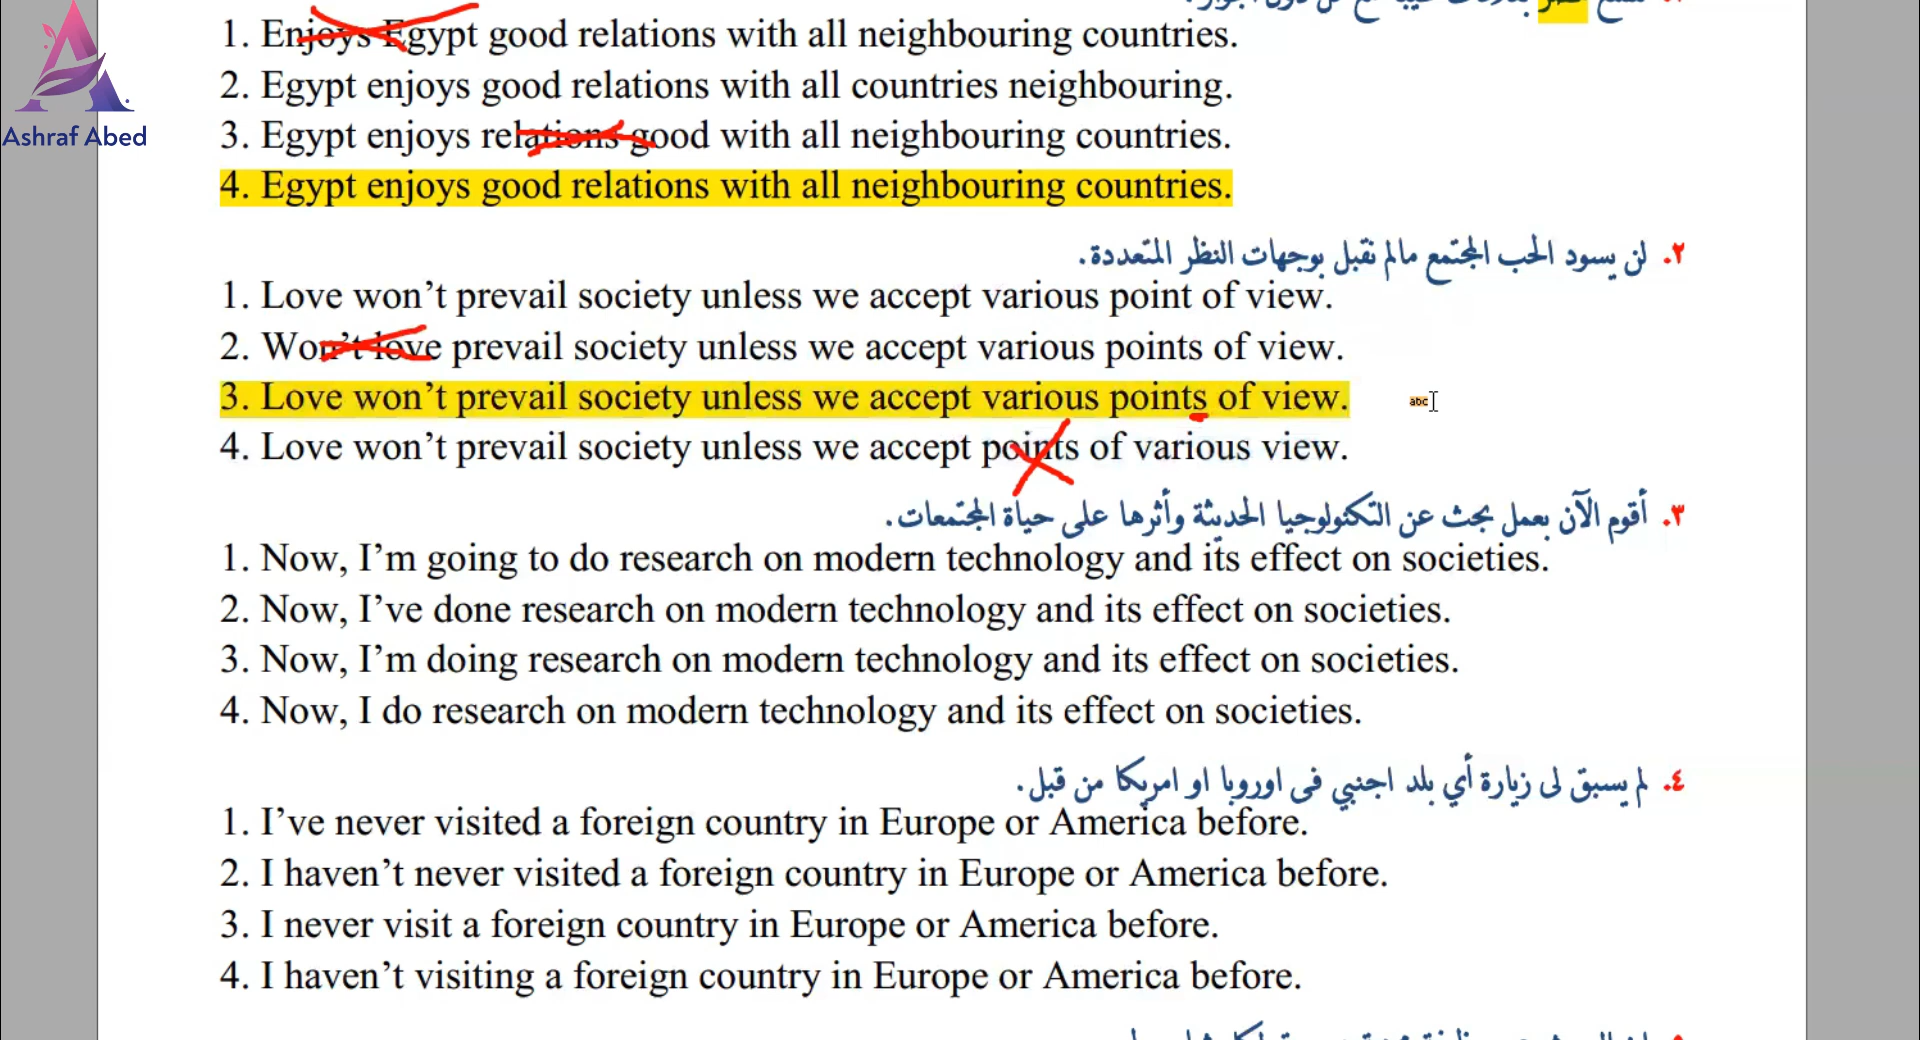 Ashraf Abed
1. Enjoys Egypt good relations with all neighbouring countries.
2. Egypt enjoys good relations with all countries neighbouring.
3. Egypt enjoys relations good with all neighbouring countries.
4. Egypt enjoys good relations with all neighbouring countries.
٢. لن يسود الحب المجتمع مالم نقبل بوجهات النظر المتعددة.
1. Love won’t prevail society unless we accept various point of view.
2. Won’t love prevail society unless we accept various points of view.
3. Love won’t prevail society unless we accept various points of view.
abc
4. Love won’t prevail society unless we accept points of various view.
٣. أقوم الآن بعمل بحث عن التكنولوجيا الحديثة وأثرها على حياة المجتمعات.
1. Now, I’m going to do research on modern technology and its effect on societies.
2. Now, I’ve done research on modern technology and its effect on societies.
3. Now, I’m doing research on modern technology and its effect on societies.
4. Now, I do research on modern technology and its effect on societies.
٤. لم يسبق لى زيارة أي بلد اجنبي فى اوروبا او امريكا من قبل.
1. I’ve never visited a foreign country in Europe or America before.
2. I haven’t never visited a foreign country in Europe or America before.
3. I never visit a foreign country in Europe or America before.
4. I haven’t visiting a foreign country in Europe or America before.